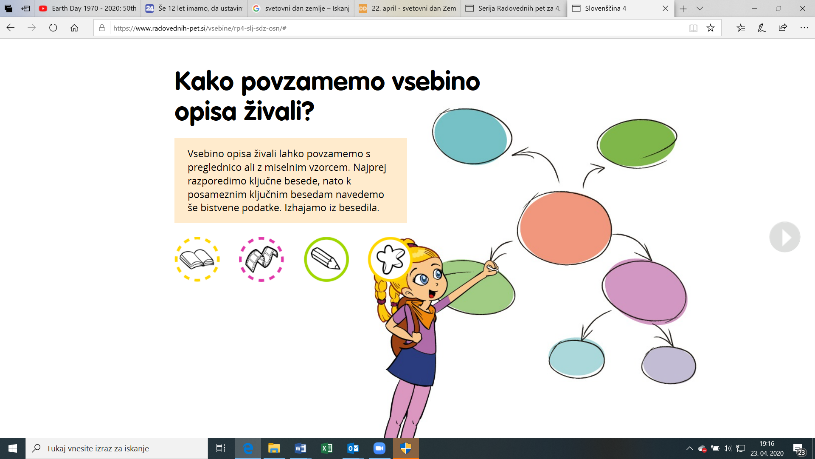 Earth Day 1970 - 2020: 50th
Še 12 let imamo, da ustavim
svetovni dan zemlje – Iskanj
22. april - svetovni dan Zem
Serija Radovednih pet za 4.
Slovenščina 4
https://www.radovednih-pet.si/vsebine/rp4-slj-sdz-osn/#
Kako povzamemo vsebino
opisa živali?
Vsebino opisa živali lahko povzamemo s
preglednico ali z miselnim vzorcem. Najprej
razporedimo ključne besede, nato k
posameznim ključnim besedam navedemo
še bistvene podatke. Izhajamo iz besedila.
Tukaj vnesite izraz za iskanje
19:16
23. 04. 2020
23